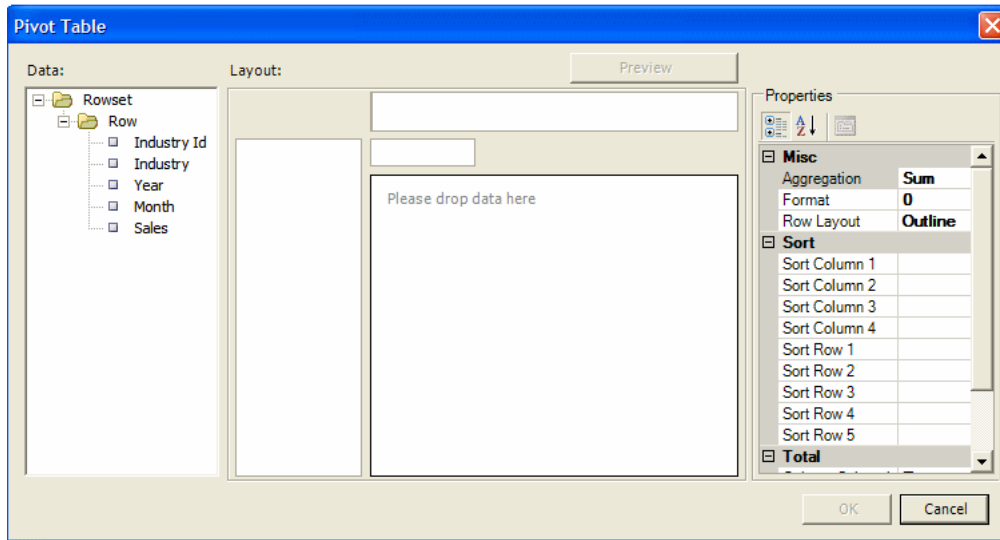 Pivot Table
Data:
Layout:
Preview
Rowset
Row
Industry Id
Industry
Year
Month
Sales
Please drop data here
Properties
Misc
Aggregation Sum
Format 0
Row Layout Outline
Sort
Sort Column 1
Sort Column 2
Sort Column 3
Sort Column 4
Sort Row 1
Sort Row 2
Sort Row 3
Sort Row 4
Sort Row 5
Total
OK
Cancel